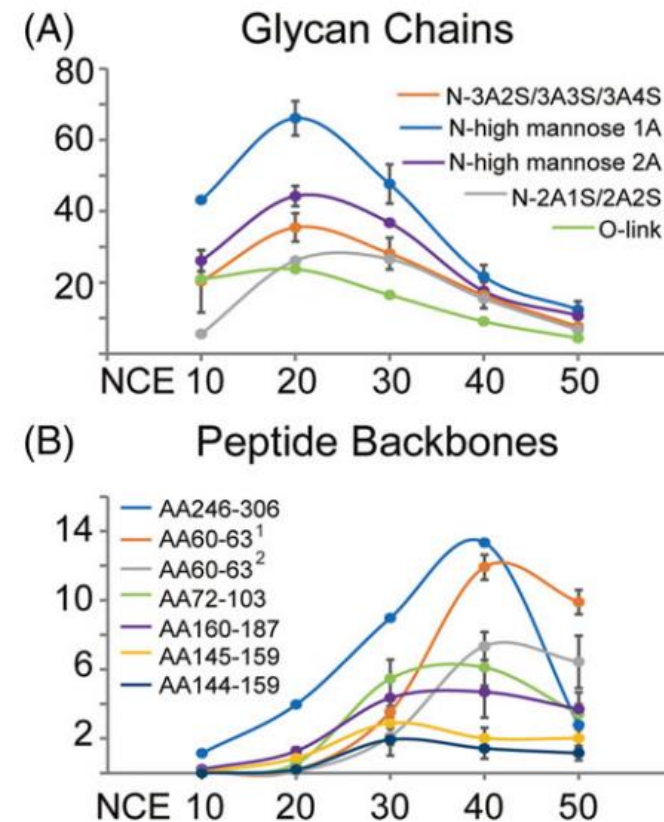 (A) Glycan Chains
80
60
40
20
N-3A2S/3A3S/3A4S
N-high mannose 1A
N-high mannose 2A
N-2A1S/2A2S
O-link
NCE 10 20 30 40 50
(B) Peptide Backbones
14
10
6
2
AA246-306
AA60-63¹
AA60-63²
AA72-103
AA160-187
AA145-159
AA144-159
NCE 10 20 30 40 50